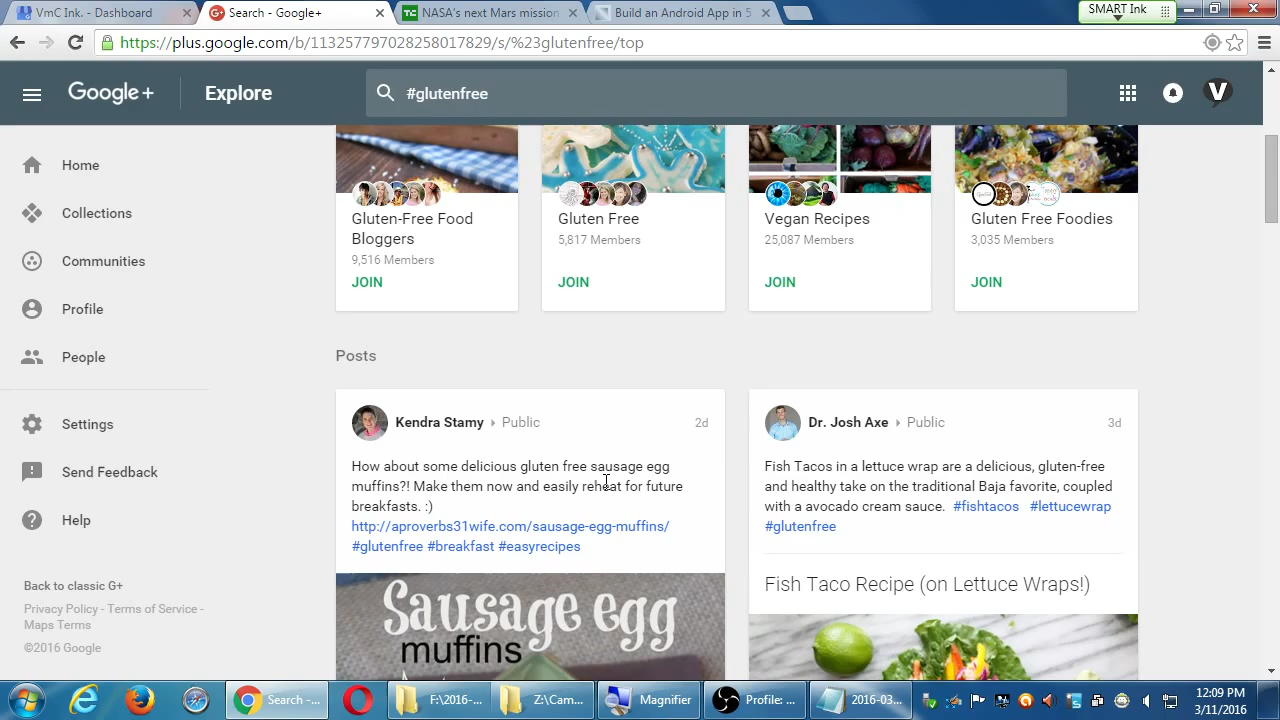 VmC Ink. - Dashboard
Search - Google+
NASA's next Mars mission
Build an Android App in 5
SMART Ink
https://plus.google.com/b/113257797028258017829/s/%23glutenfree/top
Google+
Explore
#glutenfree
V
Home
Collections
Communities
Profile
People
Settings
Send Feedback
Help
Back to classic G+
Privacy Policy - Terms of Service -
Maps Terms
©2016 Google
Gluten-Free Food
Bloggers
9,516 Members
JOIN
Gluten Free
5,817 Members
JOIN
Vegan Recipes
25,087 Members
JOIN
Gluten Free Foodies
3,035 Members
JOIN
Posts
Kendra Stamy
Public
2d
How about some delicious gluten free sausage egg
muffins?! Make them now and easily reheat for future
breakfasts. :)
http://aproverbs31wife.com/sausage-egg-muffins/
#glutenfree #breakfast #easyrecipes
Sausage egg
muffins
Dr. Josh Axe
Public
3d
Fish Tacos in a lettuce wrap are a delicious, gluten-free
and healthy take on the traditional Baja favorite, coupled
with a avocado cream sauce. #fishtacos #lettucewrap
#glutenfree
Fish Taco Recipe (on Lettuce Wraps!)
Search -...
F:\2016-...
Z:\Cam...
Magnifier
Profile: ...
2016-03...
12:09 PM
3/11/2016